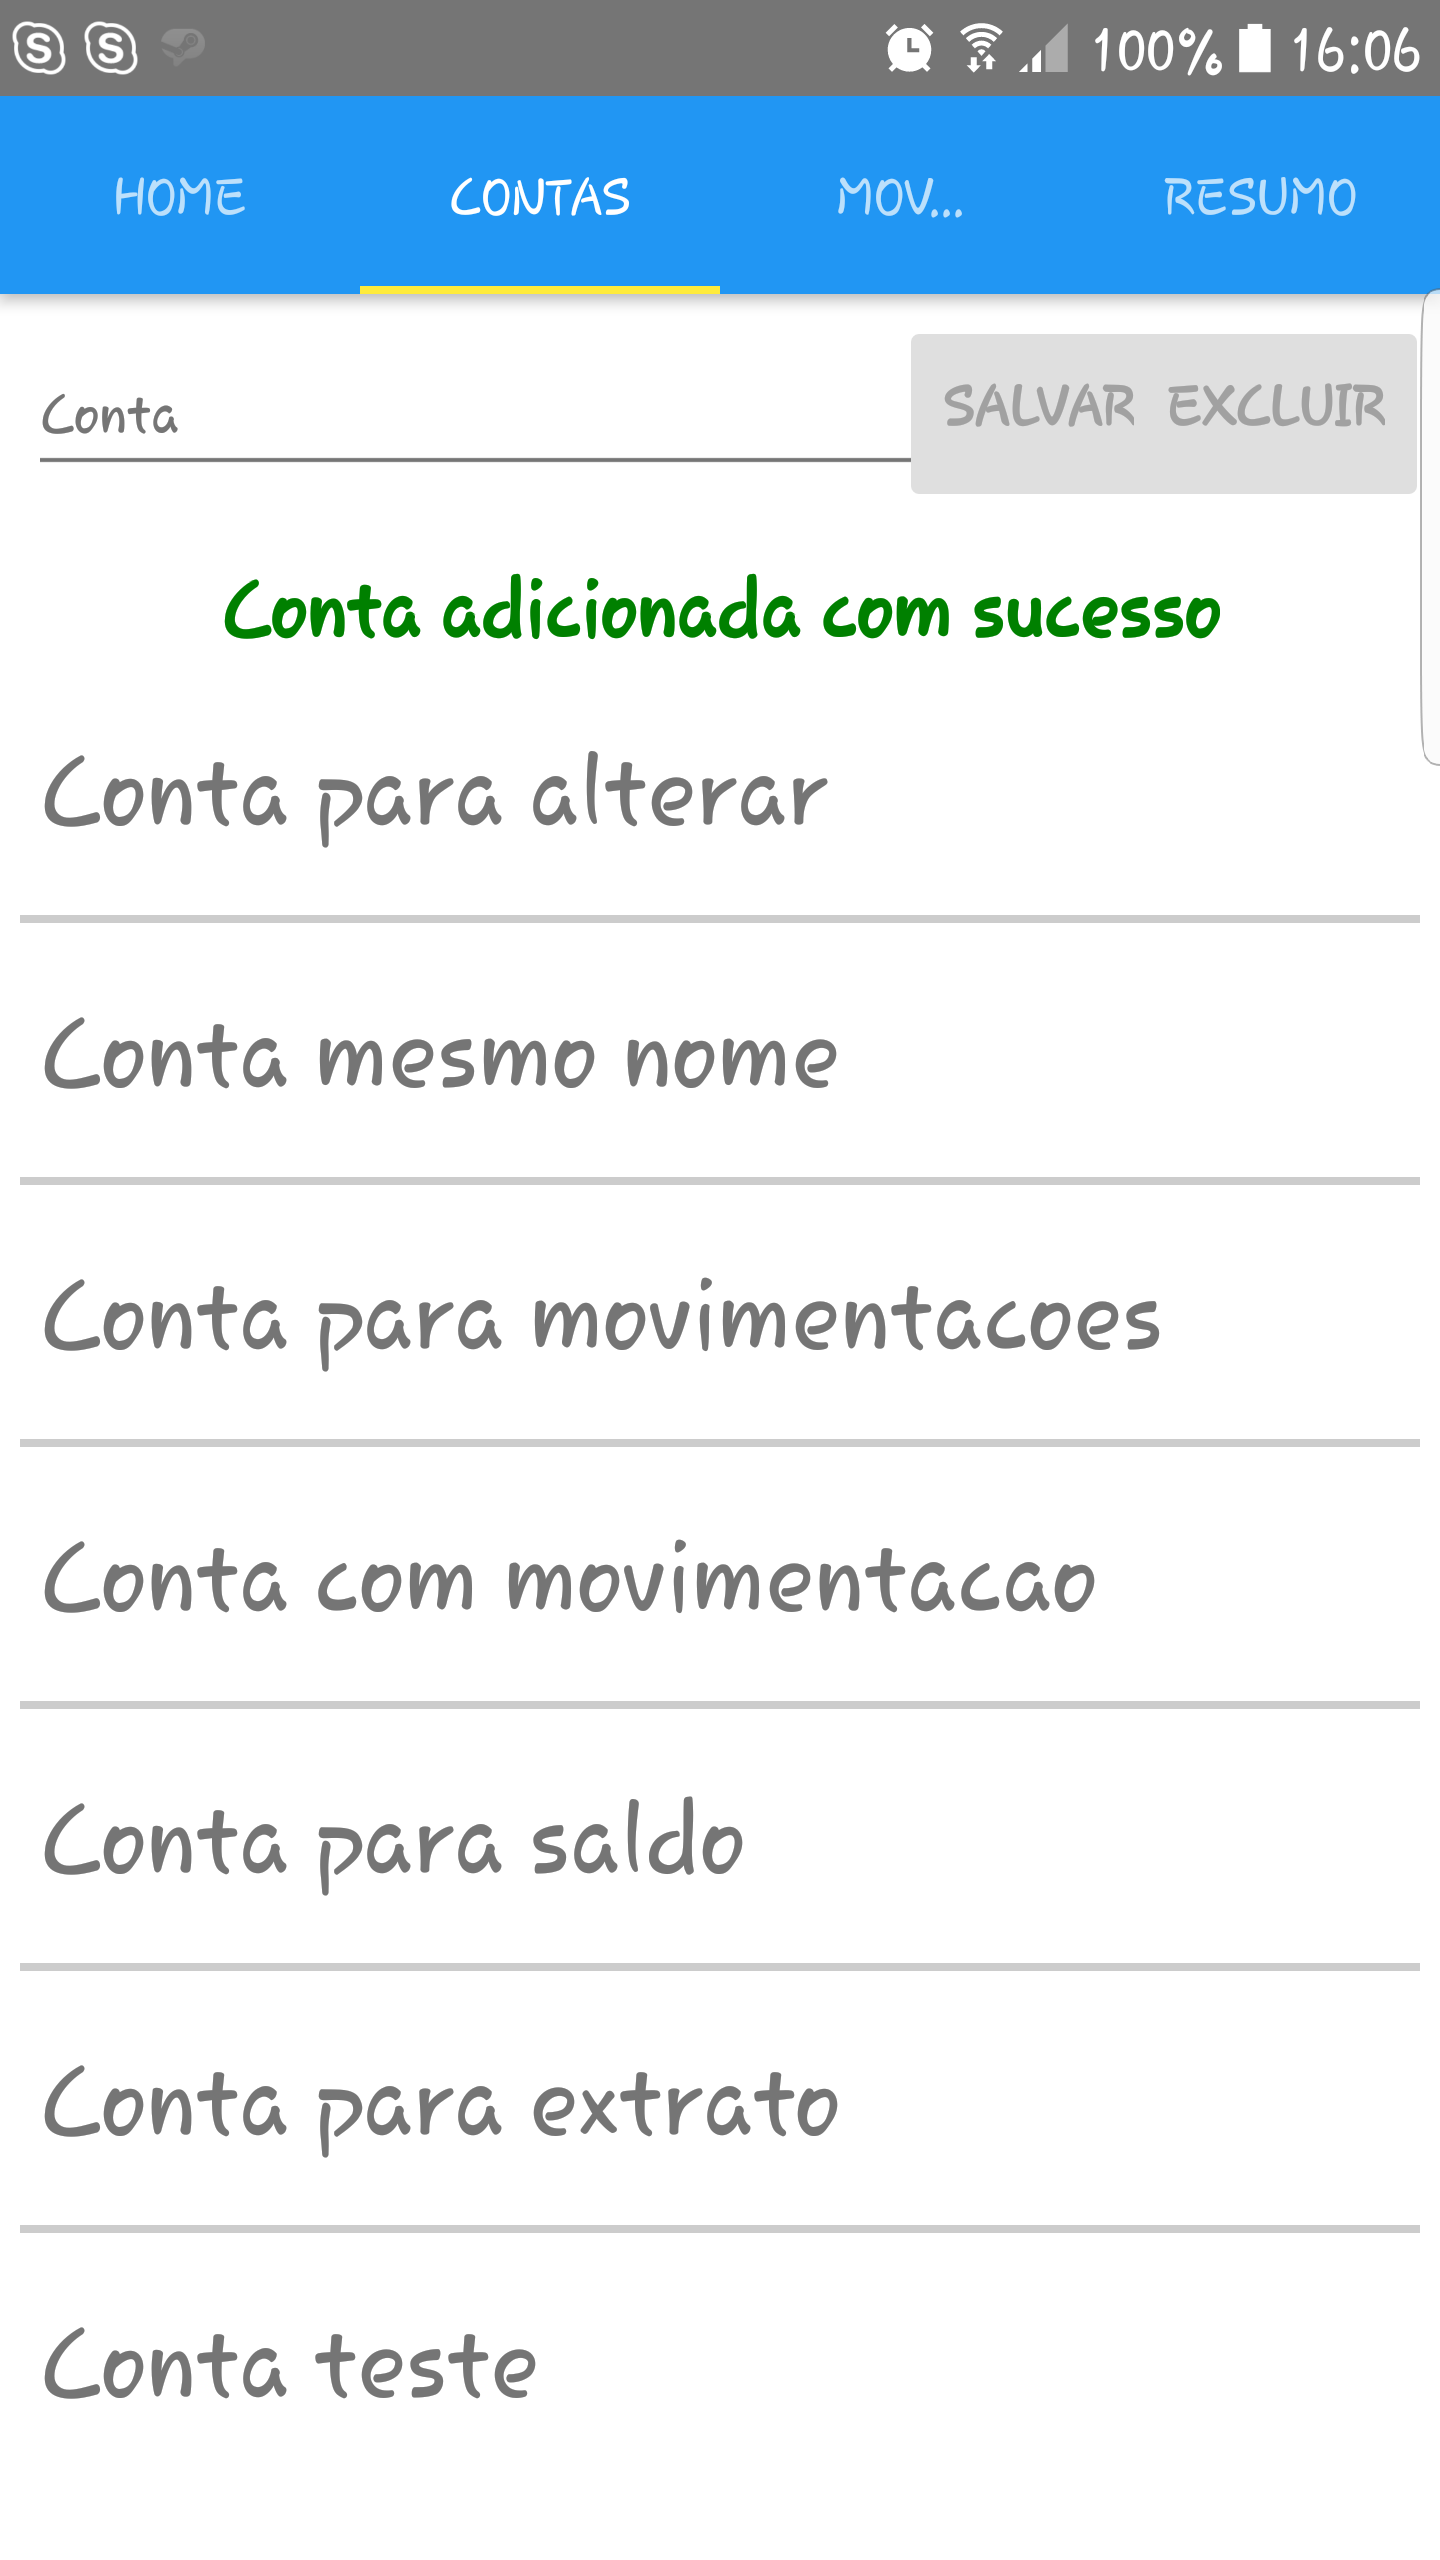 100% 16:06
HOME CONTAS MOV... RESUMO
Conta SALVAR EXCLUIR
Conta adicionada com sucesso
Conta para alterar
Conta mesmo nome
Conta para movimentacoes
Conta com movimentacao
Conta para saldo
Conta para extrato
Conta teste